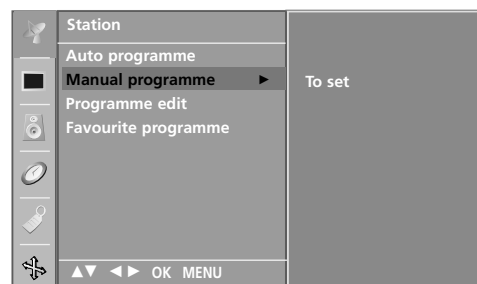 Station
Auto programme
Manual programme ►
To set
Programme edit
Favourite programme
▲▼ ◄► OK MENU